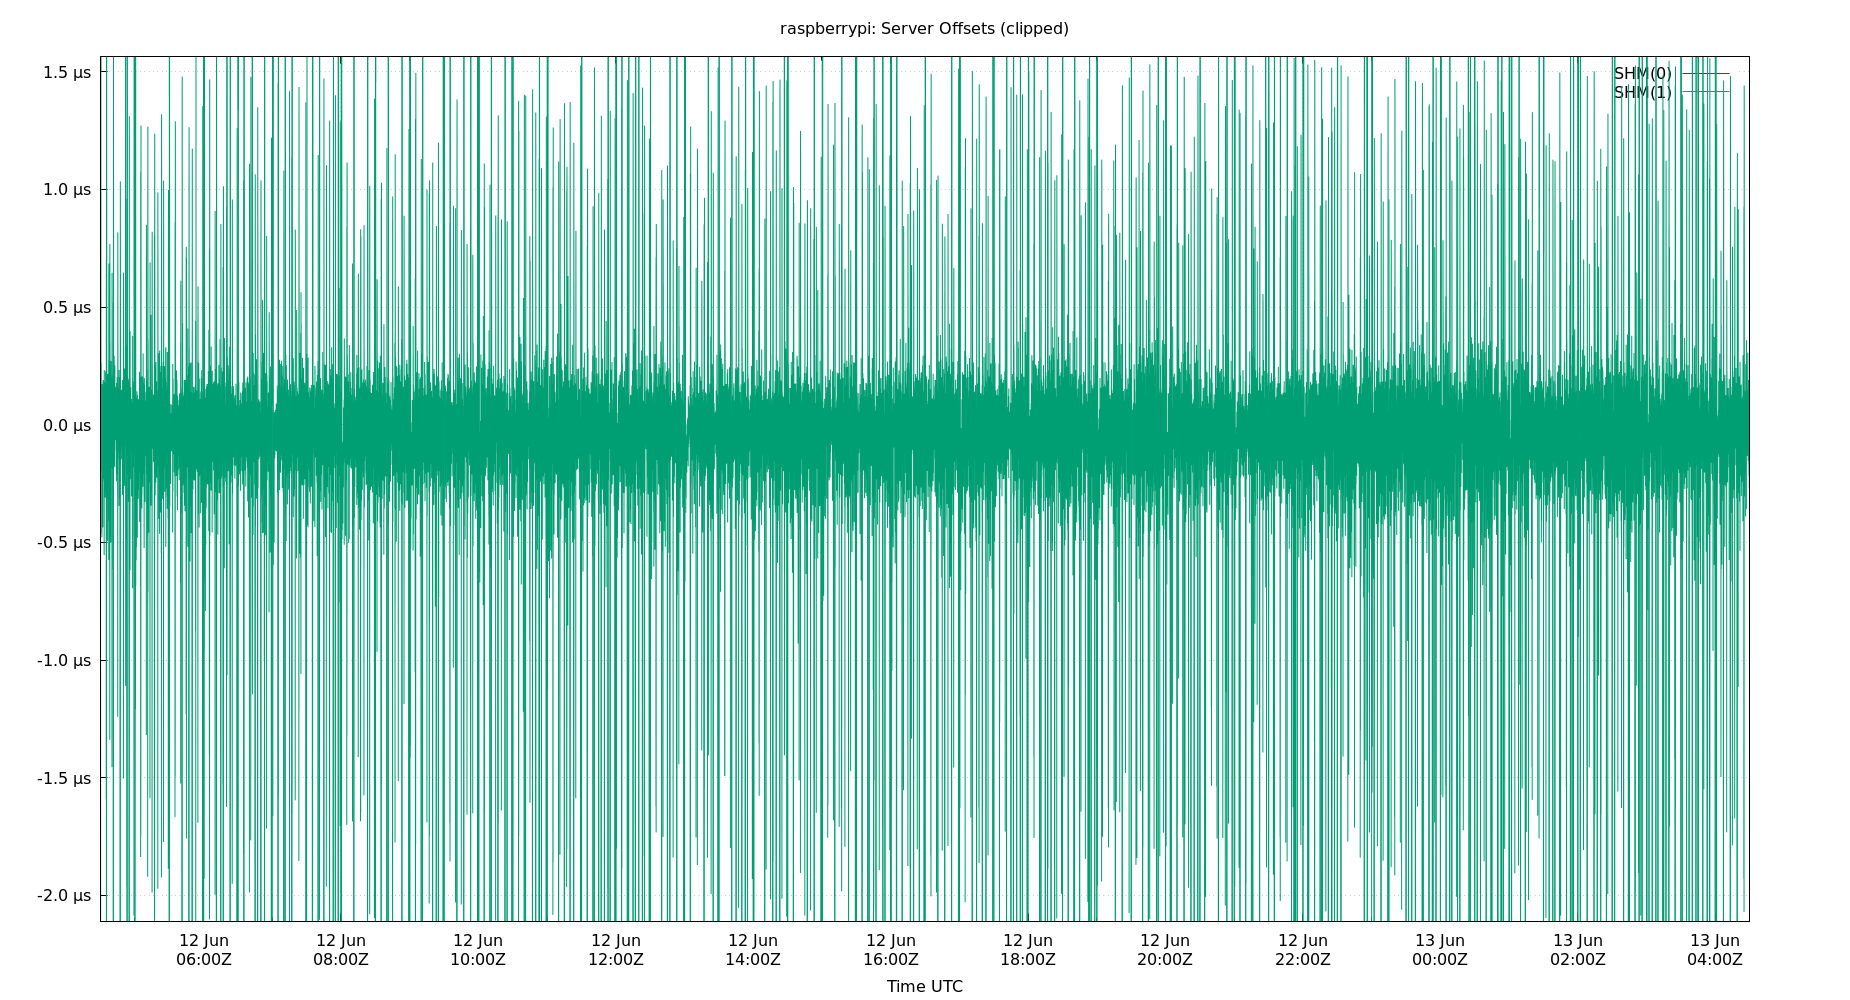 raspberrypi: Server Offsets (clipped)
1.5 µs
1.0 µs
0.5 µs
0.0 µs
-0.5 µs
-1.0 µs
-1.5 µs
-2.0 µs
SHM(0)
SHM(1)
12 Jun 12 Jun 12 Jun 12 Jun 12 Jun 12 Jun 12 Jun 12 Jun 12 Jun 13 Jun 13 Jun 13 Jun
06:00Z 08:00Z 10:00Z 12:00Z 14:00Z 16:00Z 18:00Z 20:00Z 22:00Z 00:00Z 02:00Z 04:00Z
Time UTC